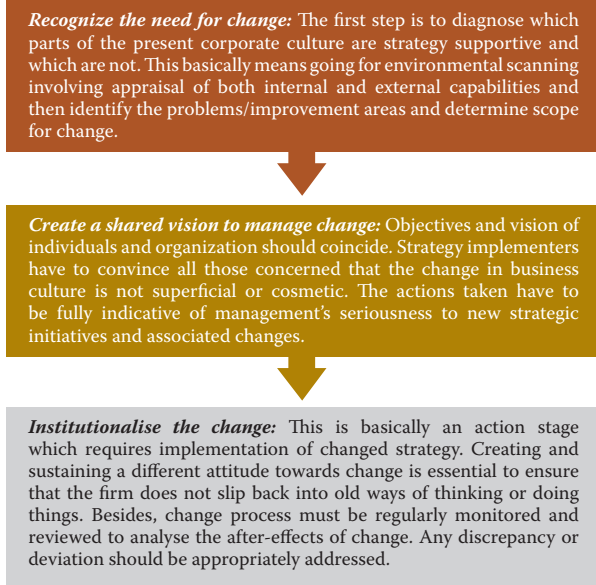 Recognize the need for change: The first step is to diagnose which
parts of the present corporate culture are strategy supportive and
which are not. This basically means going for environmental scanning
involving appraisal of both internal and external capabilities and
then identify the problems/improvement areas and determine scope
for change.
Create a shared vision to manage change: Objectives and vision of
individuals and organization should coincide. Strategy implementers
have to convince all those concerned that the change in business
culture is not superficial or cosmetic. The actions taken have to
be fully indicative of management's seriousness to new strategic
initiatives and associated changes.
Institutionalise the change: This is basically an action stage
which requires implementation of changed strategy. Creating and
sustaining a different attitude towards change is essential to ensure
that the firm does not slip back into old ways of thinking or doing
things. Besides, change process must be regularly monitored and
reviewed to analyse the after-effects of change. Any discrepancy or
deviation should be appropriately addressed.